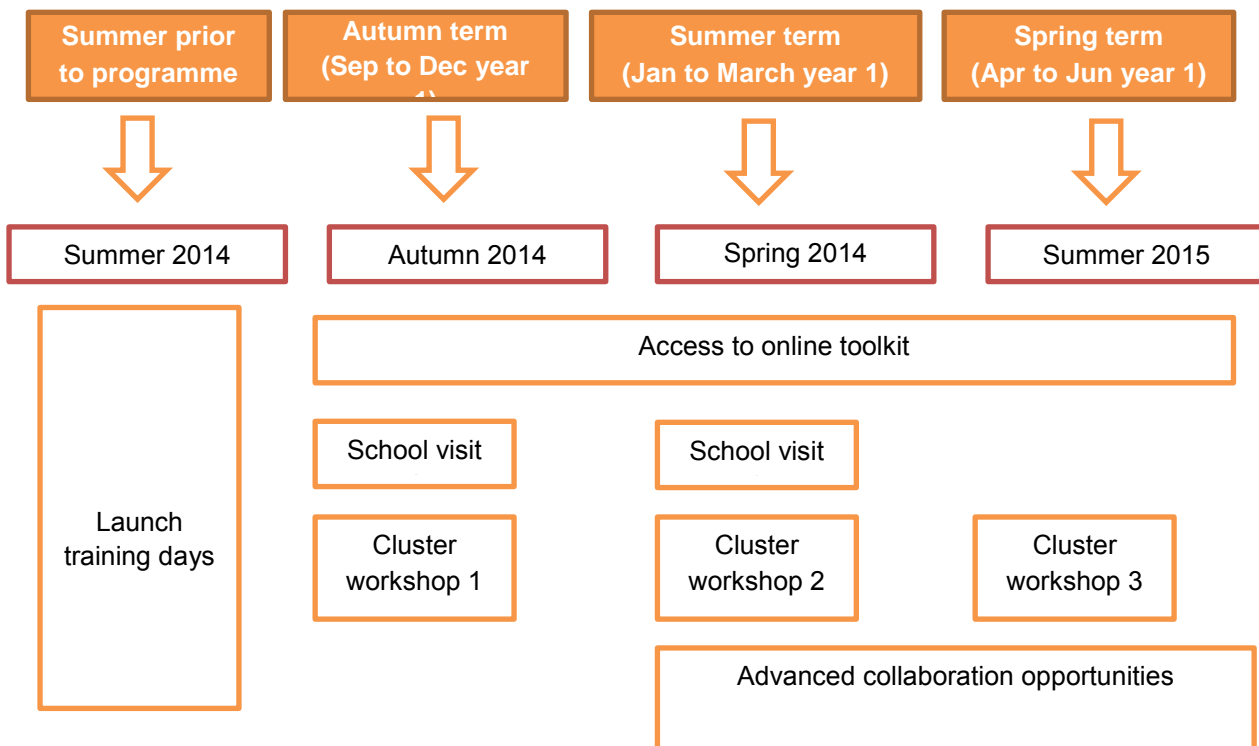 Summer prior
to programme
Autumn term
(Sep to Dec year
1)
Summer term
(Jan to March year 1)
Spring term
(Apr to Jun year 1)
Summer 2014
Autumn 2014
Spring 2014
Summer 2015
Access to online toolkit
School visit
School visit
Launch
training days
Cluster
workshop 1
Cluster
workshop 2
Cluster
workshop 3
Advanced collaboration opportunities